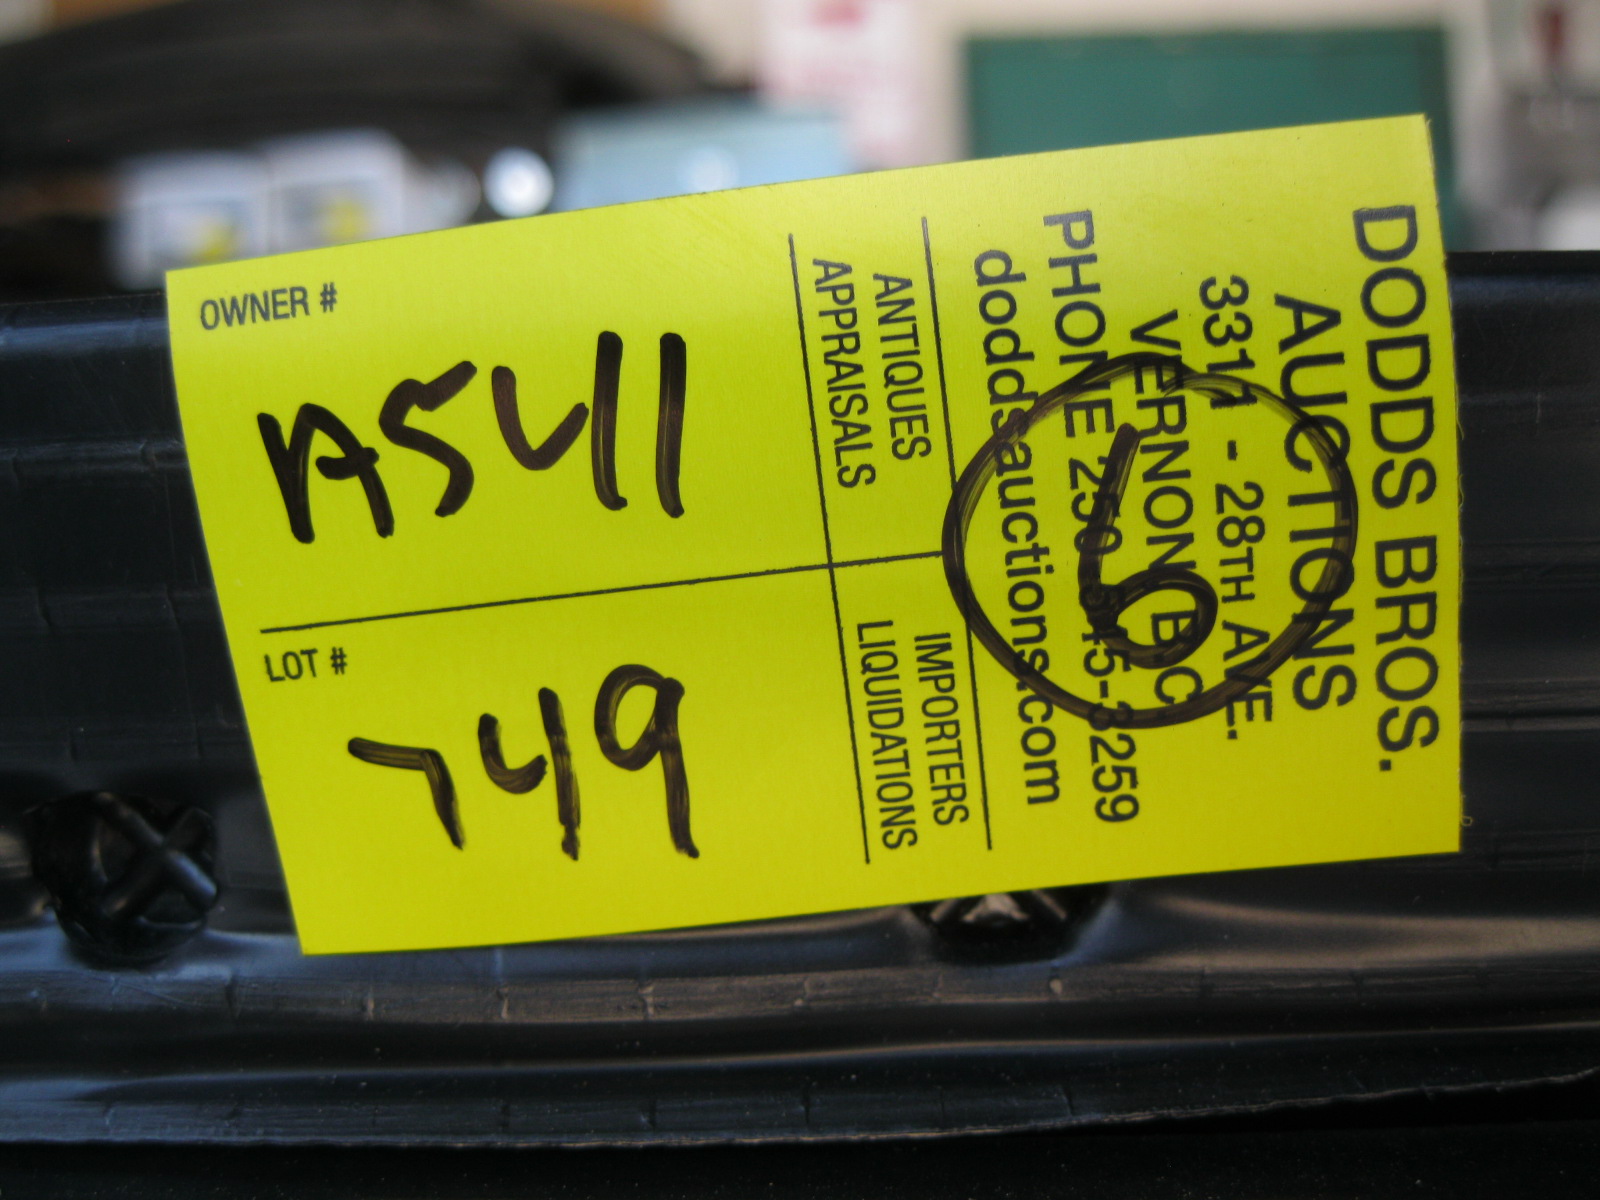 DODDS BROS.
AUCTIONS
3311 - 28TH AVE.
VERNON BC.
PHONE 250 545-3259
doddsauctions.com
ANTIQUES
APPRAISALS
IMPORTERS
LIQUIDATIONS
OWNER #
A5411
LOT #
749
6